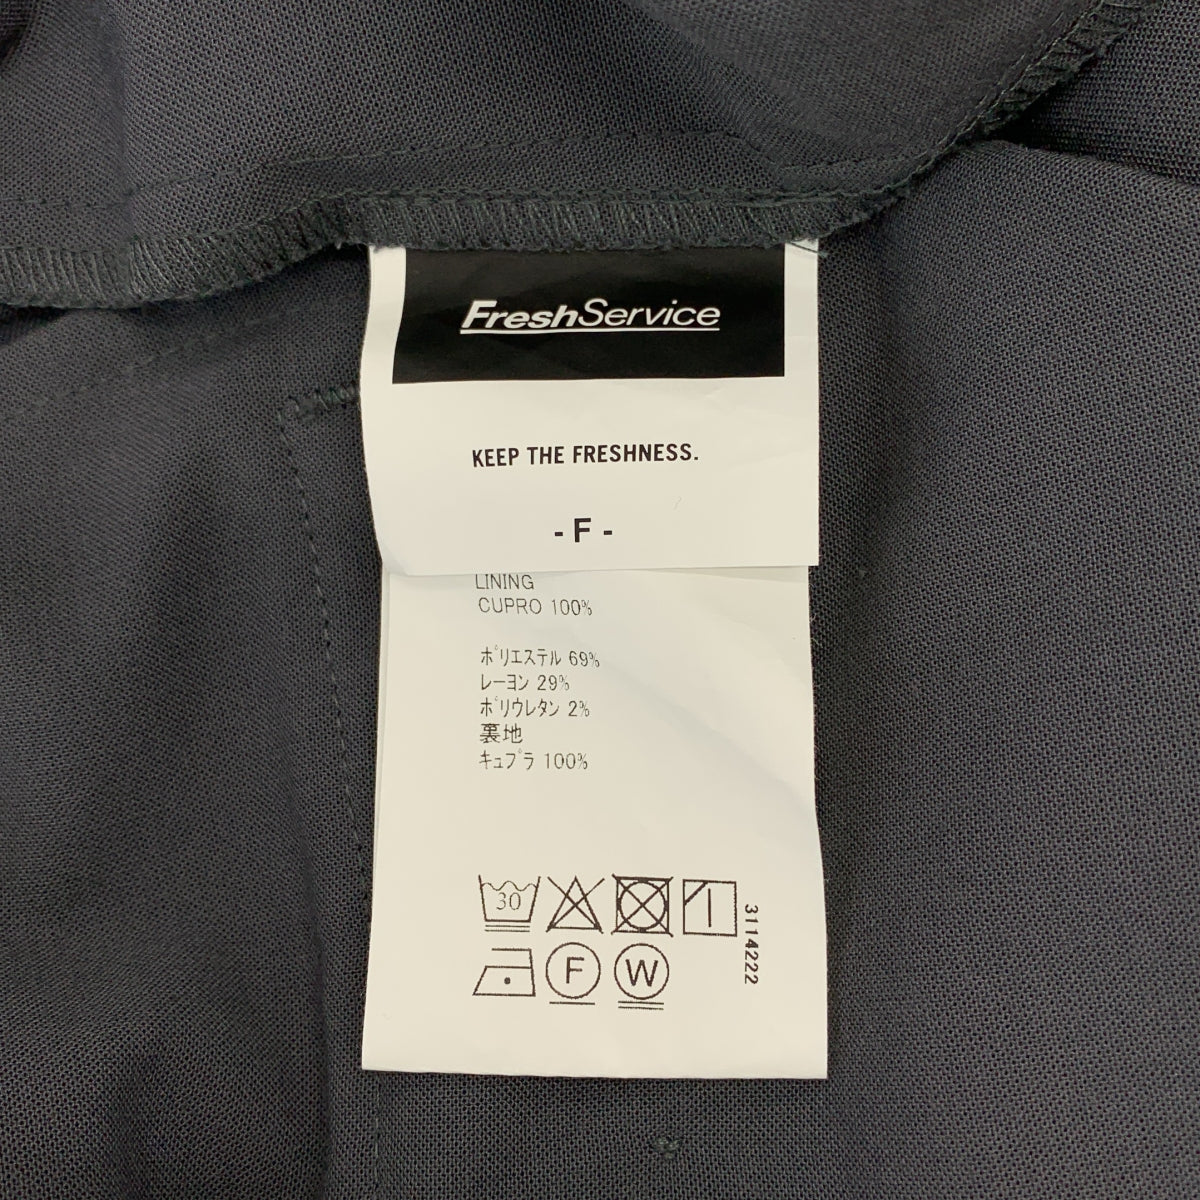 FreshService
KEEP THE FRESHNESS.
- F -
LINING
CUPRO 100%
ポリエステル 69%
レーヨン 29%
ポリウレタン 2%
裏地
キュプラ 100%
30
F
W
3114222